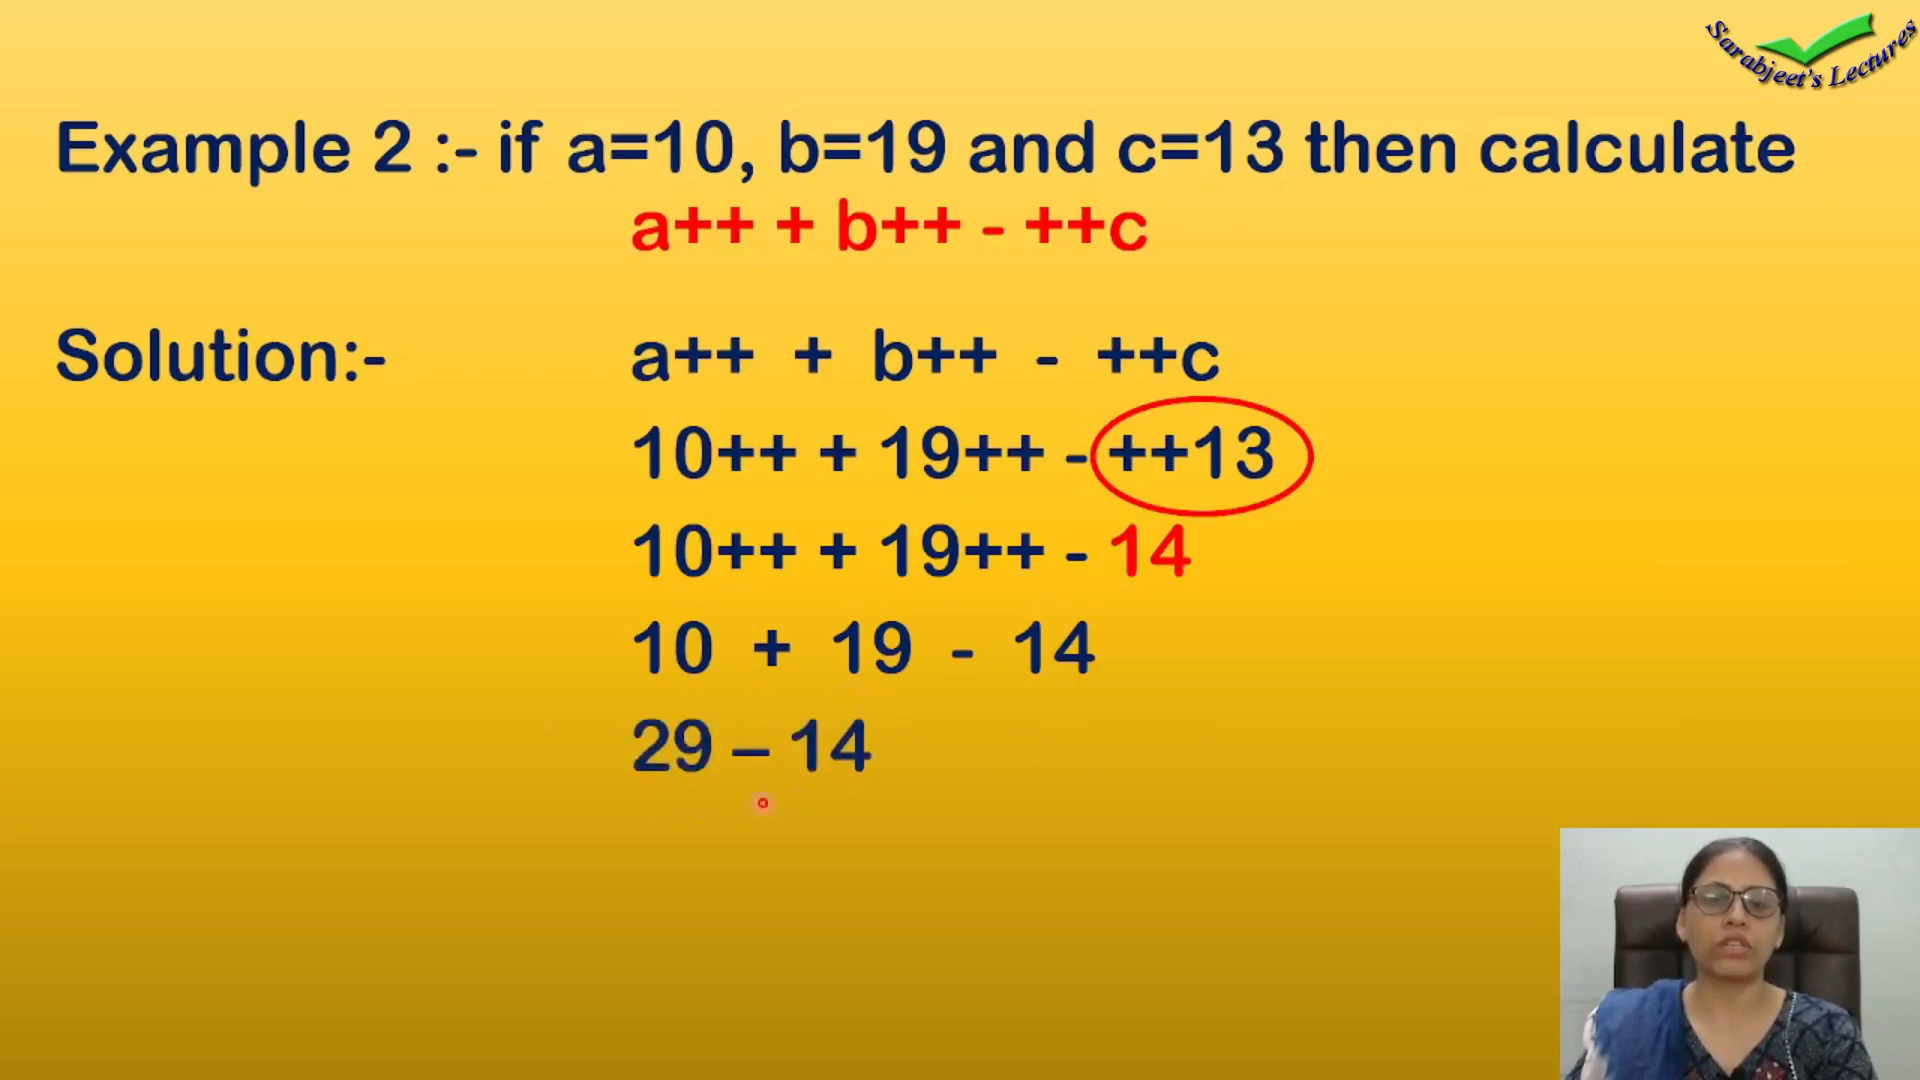 Sarabjeet's Lectures
Example 2 :- if a=10, b=19 and c=13 then calculate
a++ + b++ - ++c
Solution:- a++ + b++ - ++c
10++ + 19++ - ++13
10++ + 19++ - 14
10 + 19 - 14
29 – 14